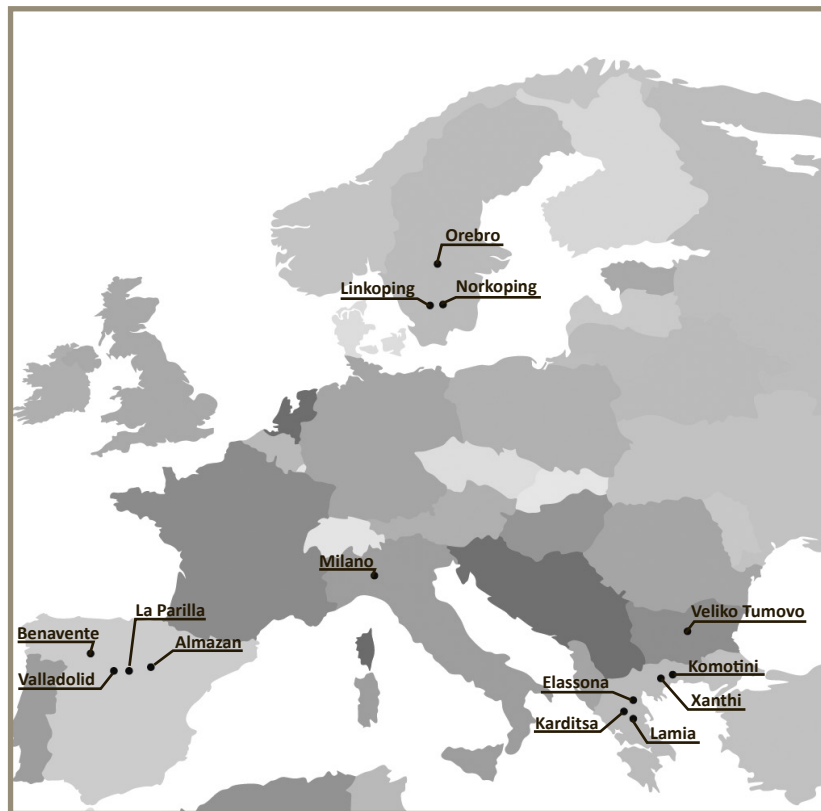 Orebro
Linkoping
Norkoping
Milano
La Parilla
Benavente
Almazan
Valladolid
Veliko Tumovo
Komotini
Elassona
Xanthi
Karditsa
Lamia